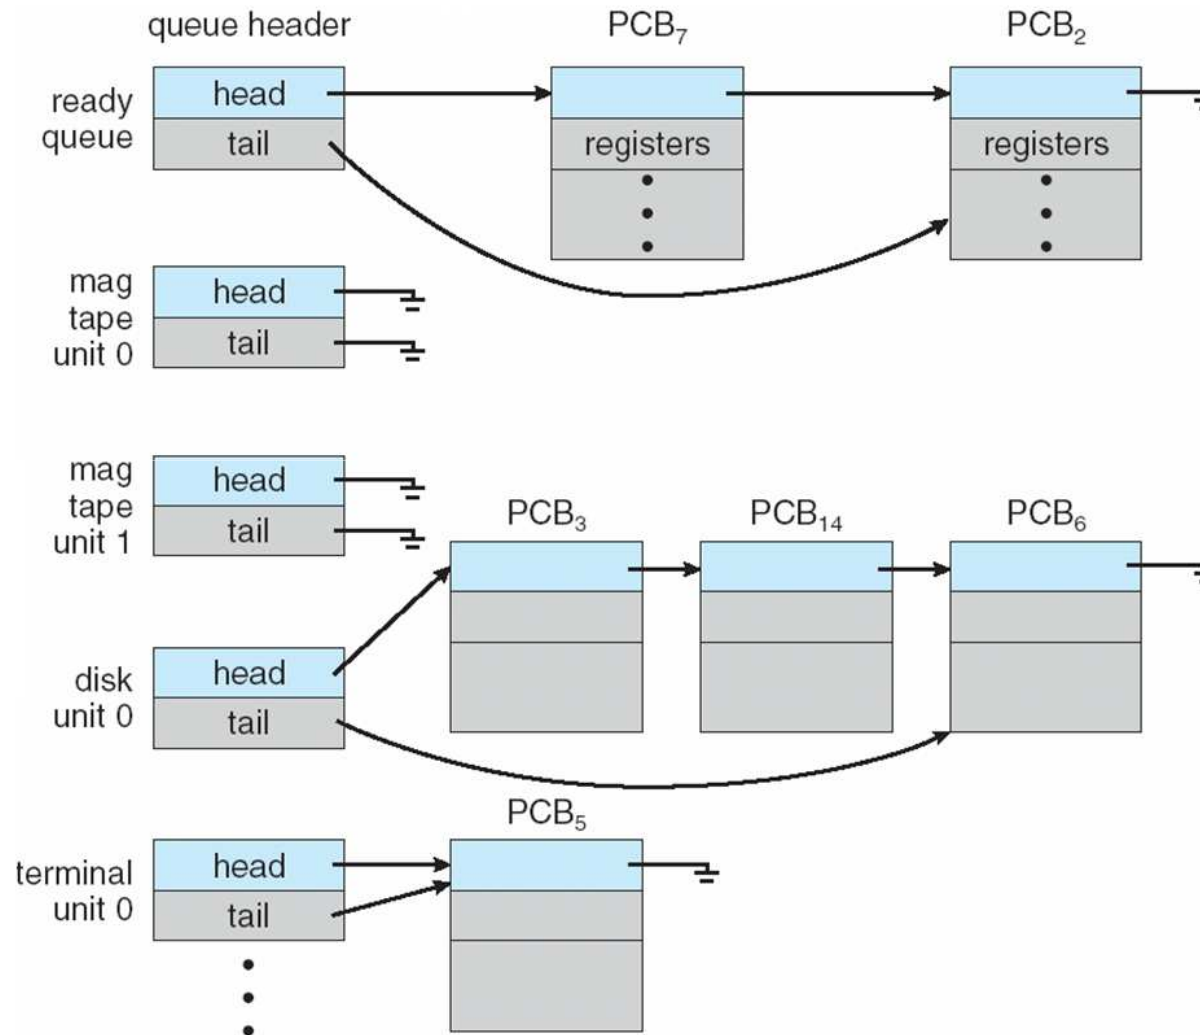 queue header
PCB₇
PCB₂
ready
queue
head
tail
registers
registers
mag
tape
unit 0
head
tail
mag
tape
unit 1
head
tail
PCB₃
PCB₁₄
PCB₆
disk
unit 0
head
tail
PCB₅
terminal
unit 0
head
tail